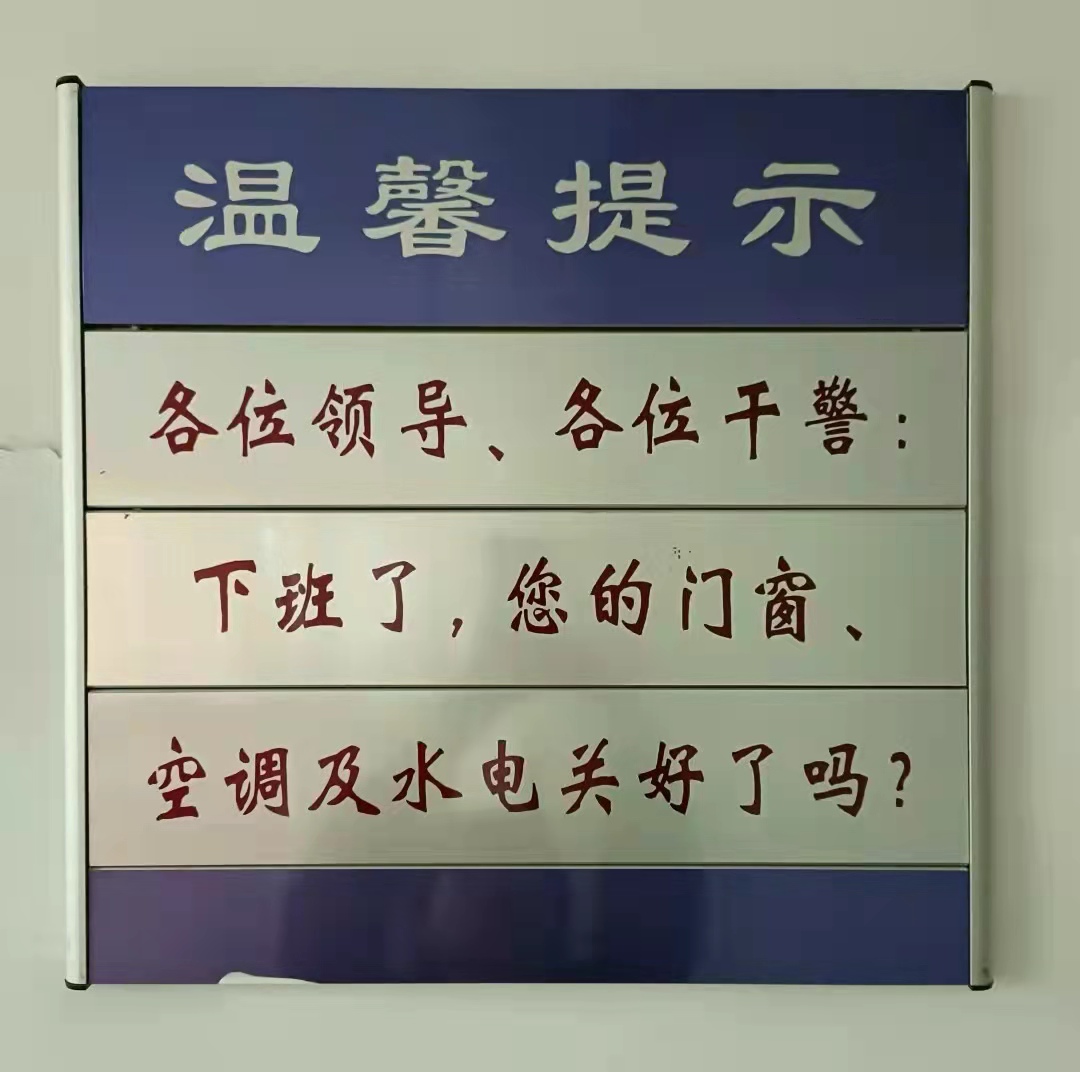 温馨提示
各位领导、各位干警：
下班了，您的门窗、
空调及水电关好了吗？